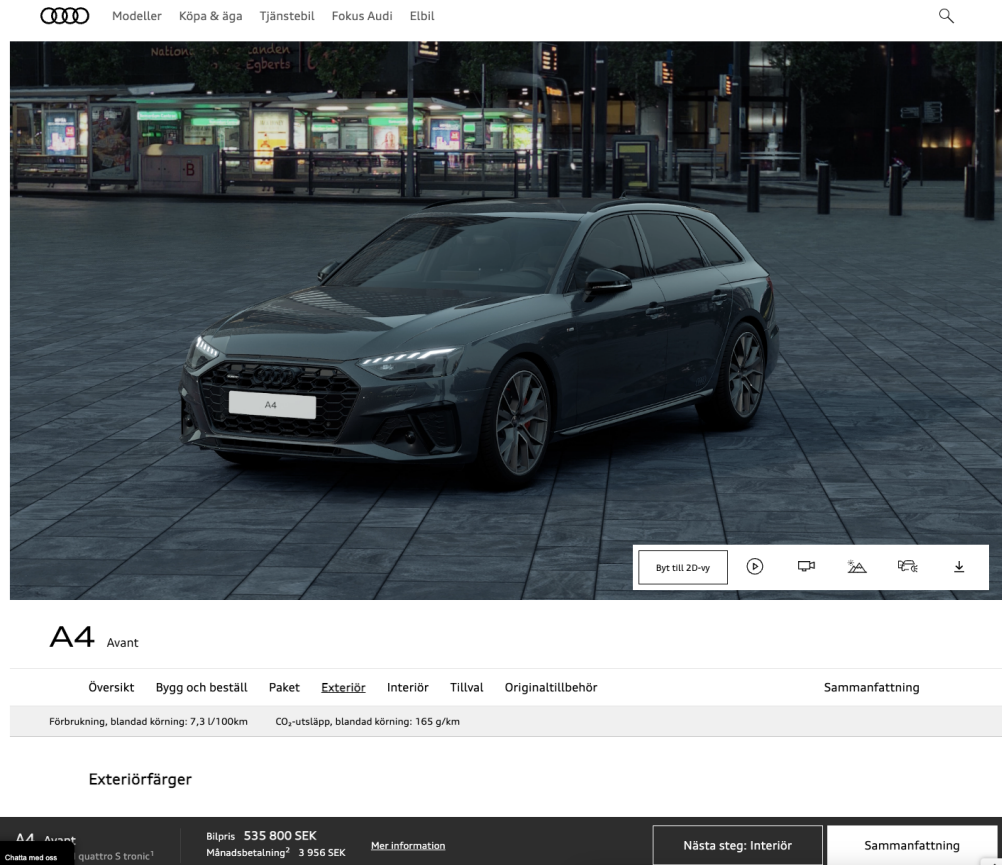 Modeller Köpa & äga Tjänstebil Fokus Audi Elbil
B
A4
Byt till 2D-vy
A4 Avant
Översikt Bygg och beställ Paket Exteriör Interiör Tillval Originaltillbehör Sammanfattning
Förbrukning, blandad körning: 7,3 l/100km CO₂-utsläpp, blandad körning: 165 g/km
Exteriörfärger
A4 Avant
quattro S tronic¹
Chatta med oss
Bilpris 535 800 SEK
Månadsbetalning² 3 956 SEK
Mer information
Nästa steg: Interiör
Sammanfattning